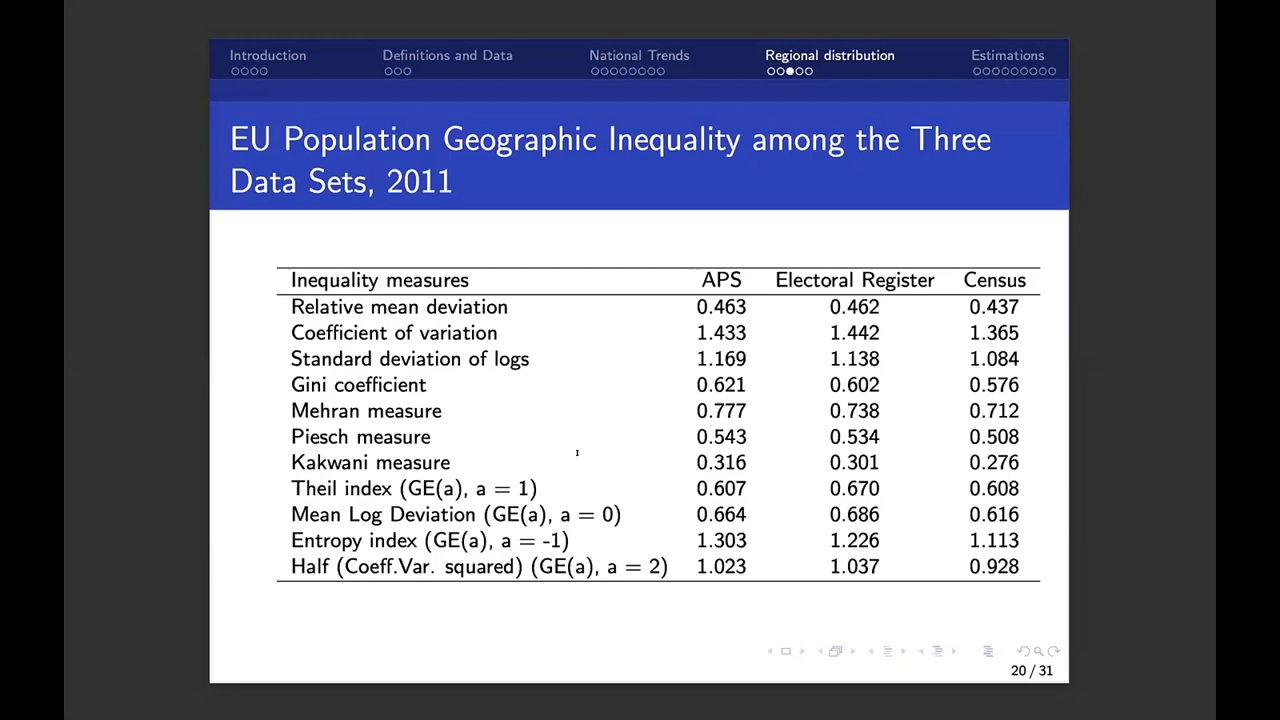 Introduction Definitions and Data National Trends Regional distribution Estimations
EU Population Geographic Inequality among the Three
Data Sets, 2011
Inequality measures APS Electoral Register Census
Relative mean deviation 0.463 0.462 0.437
Coefficient of variation 1.433 1.442 1.365
Standard deviation of logs 1.169 1.138 1.084
Gini coefficient 0.621 0.602 0.576
Mehran measure 0.777 0.738 0.712
Piesch measure 0.543 0.534 0.508
Kakwani measure 0.316 0.301 0.276
Theil index (GE(a), a = 1) 0.607 0.670 0.608
Mean Log Deviation (GE(a), a = 0) 0.664 0.686 0.616
Entropy index (GE(a), a = -1) 1.303 1.226 1.113
Half (Coeff.Var. squared) (GE(a), a = 2) 1.023 1.037 0.928
20 / 31